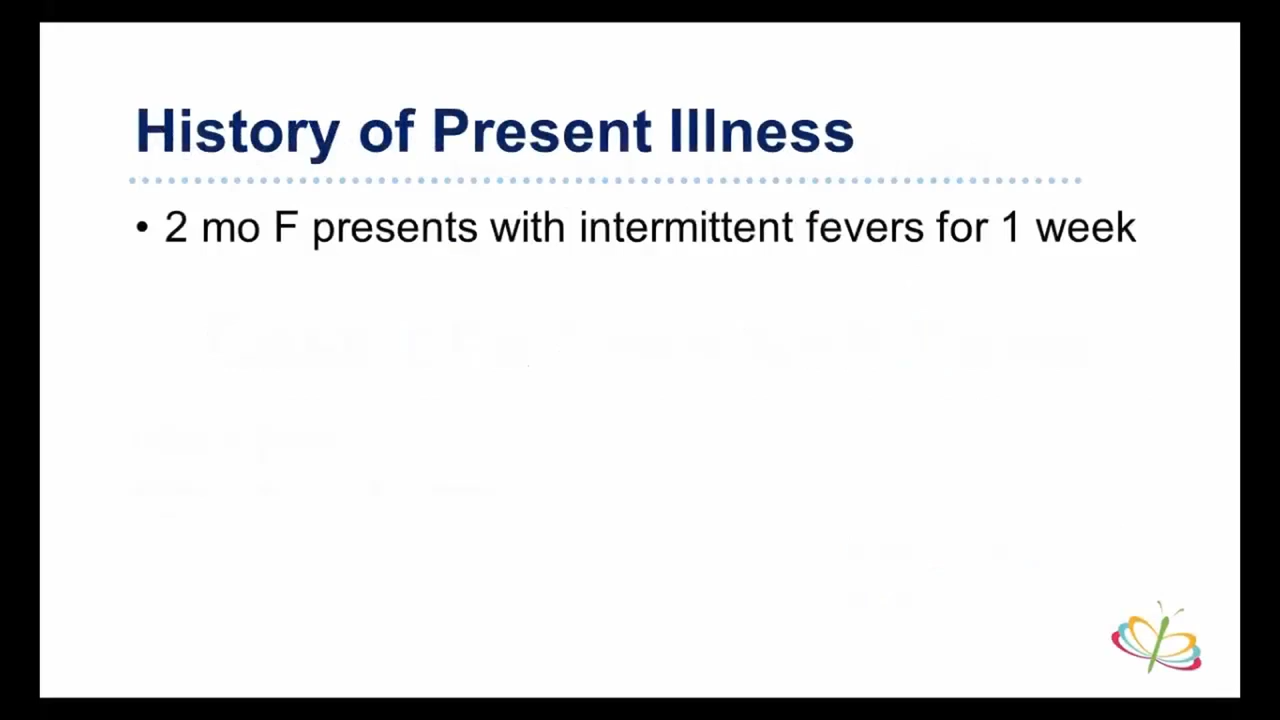 History of Present Illness
• 2 mo F presents with intermittent fevers for 1 week